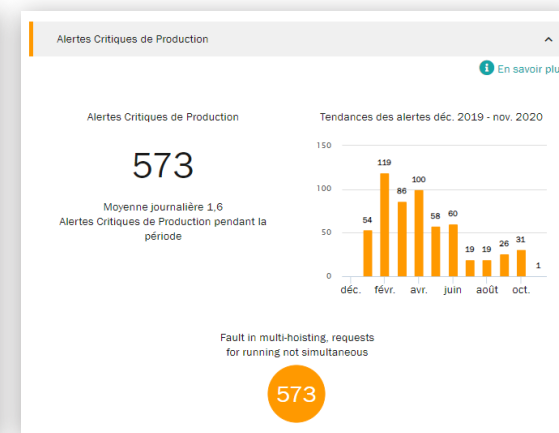 Alertes Critiques de Production
En savoir plu
Alertes Critiques de Production
573
Moyenne journalière 1,6
Alertes Critiques de Production pendant la
période
Tendances des alertes déc. 2019 - nov. 2020
150
100
50
0
54
119
86
100
58
60
19
19
26
31
1
déc.
févr.
avr.
juin
août
oct.
Fault in multi-hoisting, requests
for running not simultaneous
573